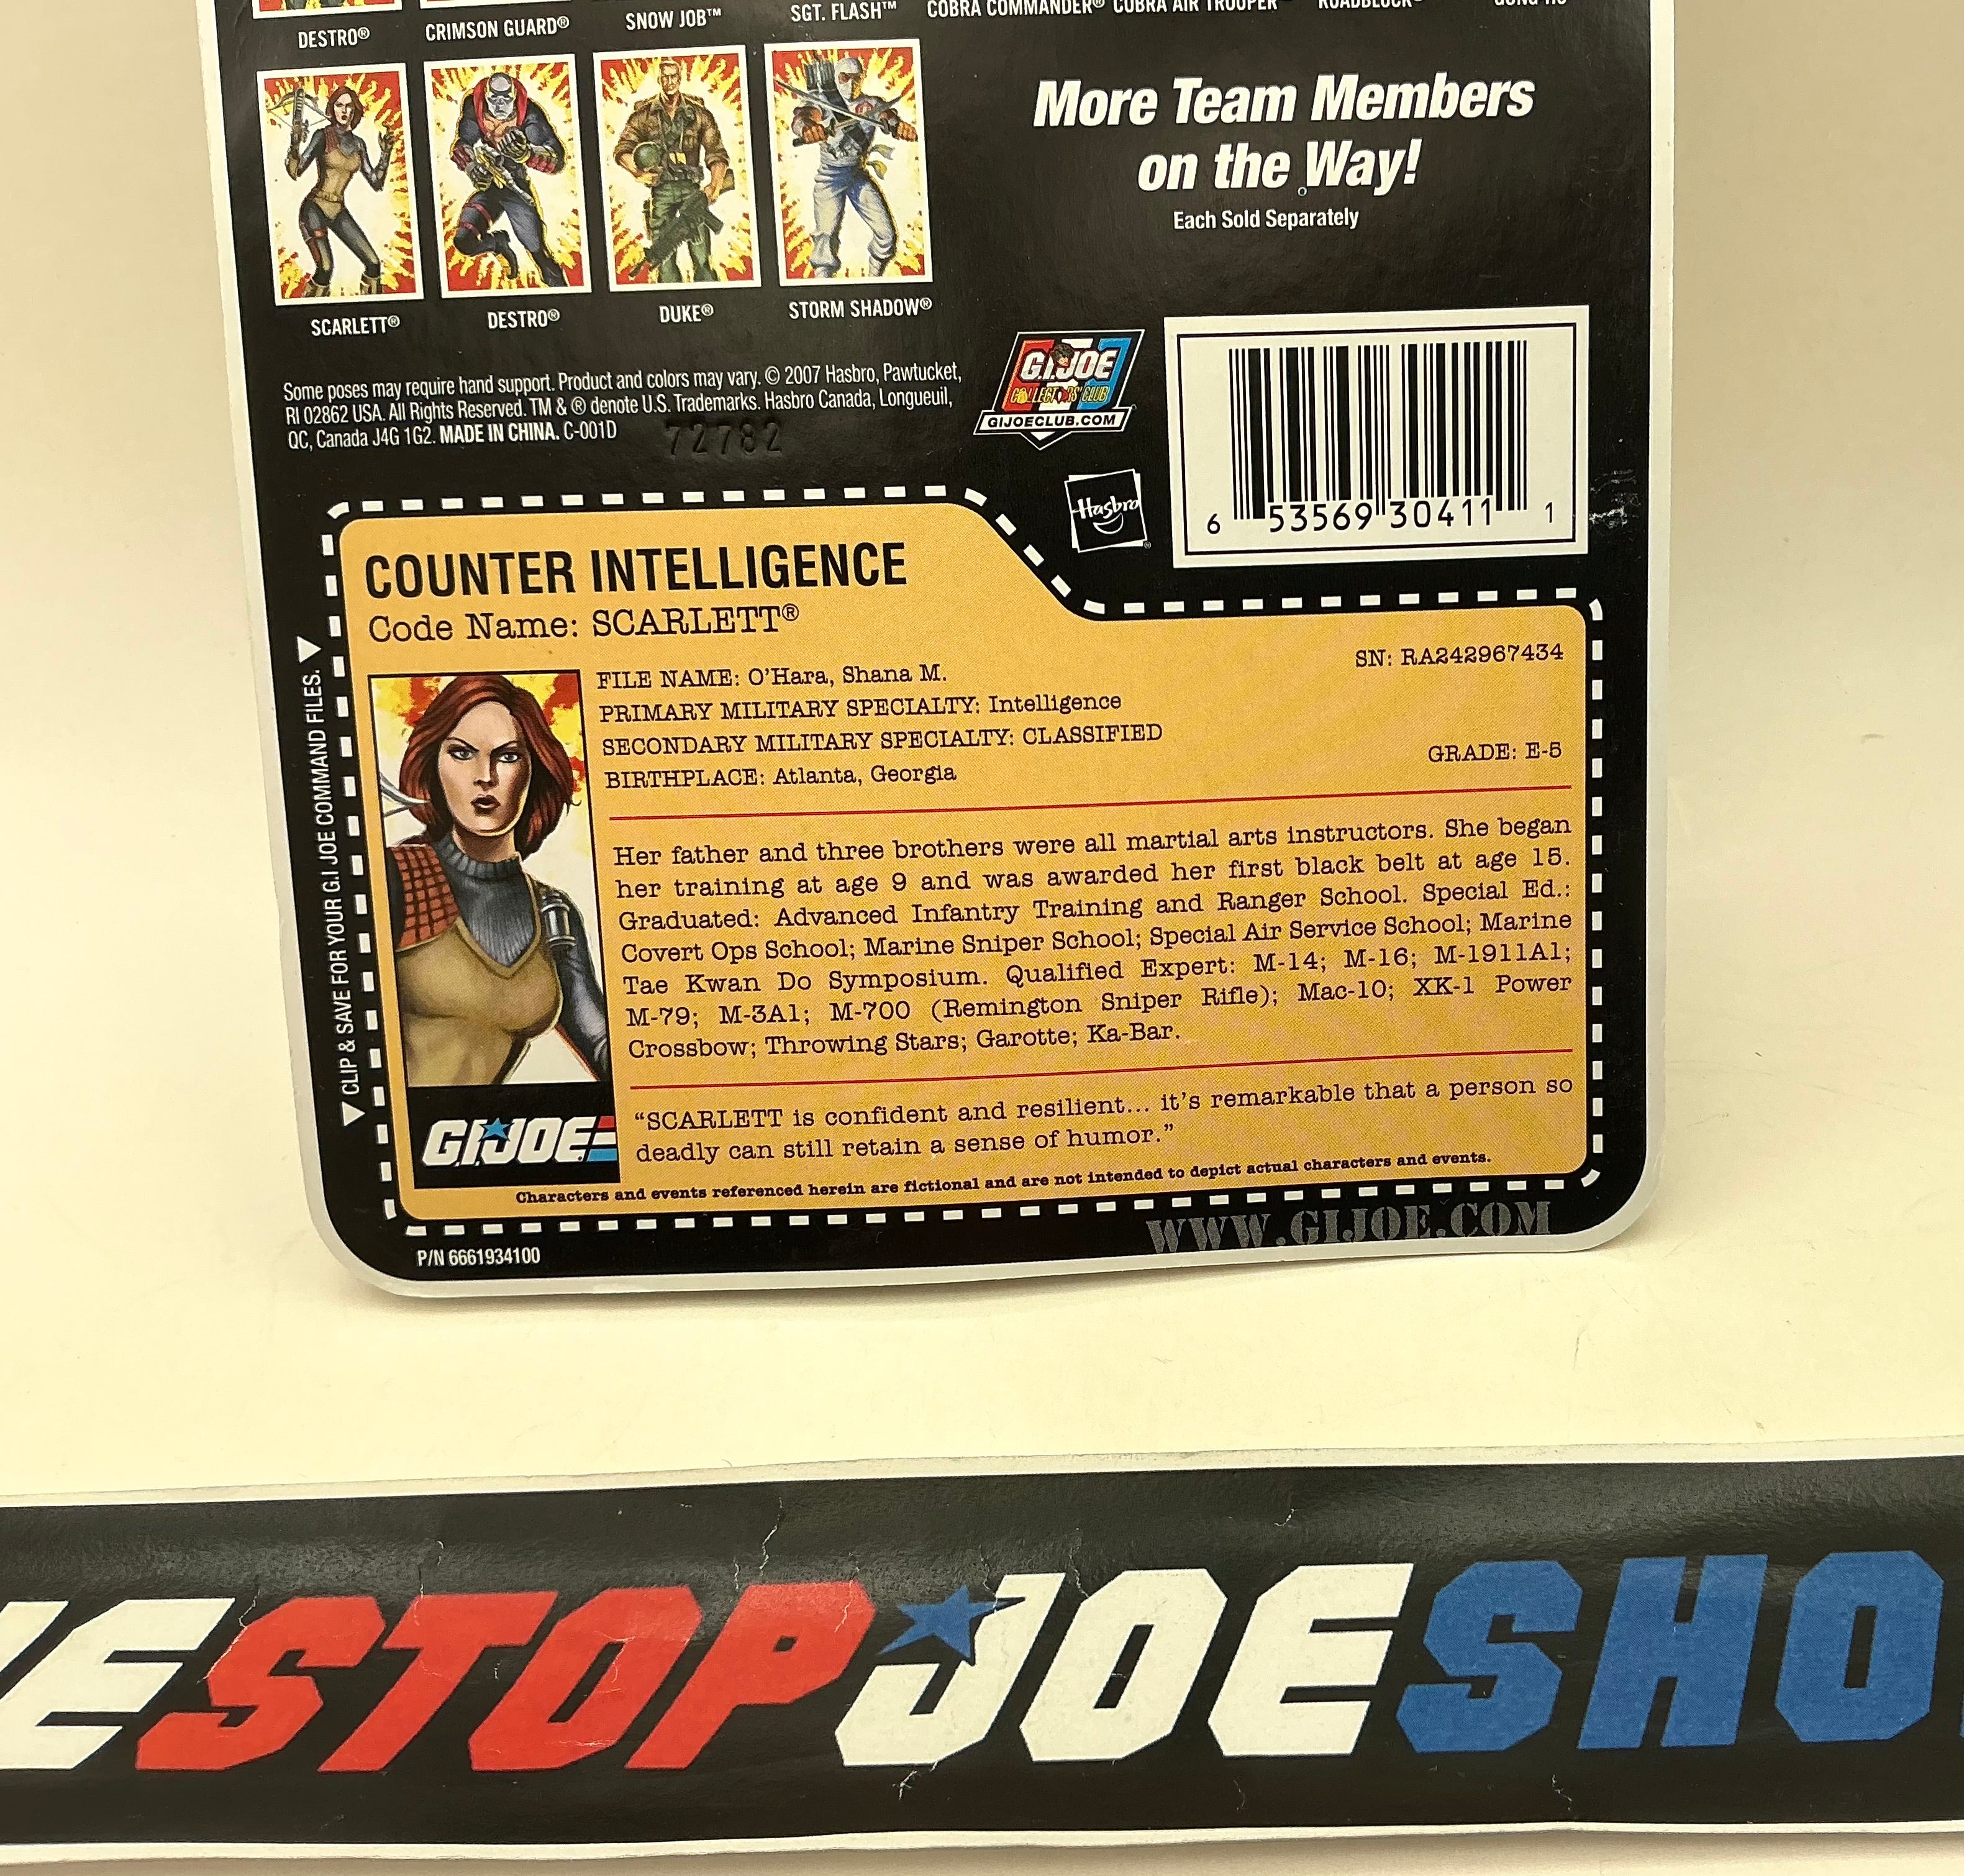 DESTRO®
CRIMSON GUARD®
SNOW JOB™
SGT. FLASH™
COBRA COMMANDER®
COBRA AIR TROOPER
ROADBLOCK®
GUNG HO
SCARLETT®
DESTRO®
DUKE®
STORM SHADOW®
More Team Members
on the Way!
Each Sold Separately
Some poses may require hand support. Product and colors may vary. © 2007 Hasbro, Pawtucket,
RI 02862 USA. All Rights Reserved. TM & ® denote U.S. Trademarks. Hasbro Canada, Longueuil,
QC, Canada J4G 1G2. MADE IN CHINA. C-001D
72782
G.I. JOE
COLLECTORS' CLUB
GIJOECLUB.COM
Hasbro
6 53569 30411 1
▼ CLIP & SAVE FOR YOUR G.I JOE COMMAND FILES. ▼
COUNTER INTELLIGENCE
Code Name: SCARLETT®
SN: RA242967434
FILE NAME: O'Hara, Shana M.
PRIMARY MILITARY SPECIALTY: Intelligence
SECONDARY MILITARY SPECIALTY: CLASSIFIED
BIRTHPLACE: Atlanta, Georgia
GRADE: E-5
Her father and three brothers were all martial arts instructors. She began
her training at age 9 and was awarded her first black belt at age 15.
Graduated: Advanced Infantry Training and Ranger School. Special Ed.:
Covert Ops School; Marine Sniper School; Special Air Service School; Marine
Tae Kwan Do Symposium. Qualified Expert: M-14; M-16; M-1911A1;
M-79; M-3A1; M-700 (Remington Sniper Rifle); Mac-10; XK-1 Power
Crossbow; Throwing Stars; Garotte; Ka-Bar.
"SCARLETT is confident and resilient... it's remarkable that a person so
deadly can still retain a sense of humor."
G.I. JOE
Characters and events referenced herein are fictional and are not intended to depict actual characters and events.
WWW.GIJOE.COM
P/N 6661934100
ESTOPJOESHO